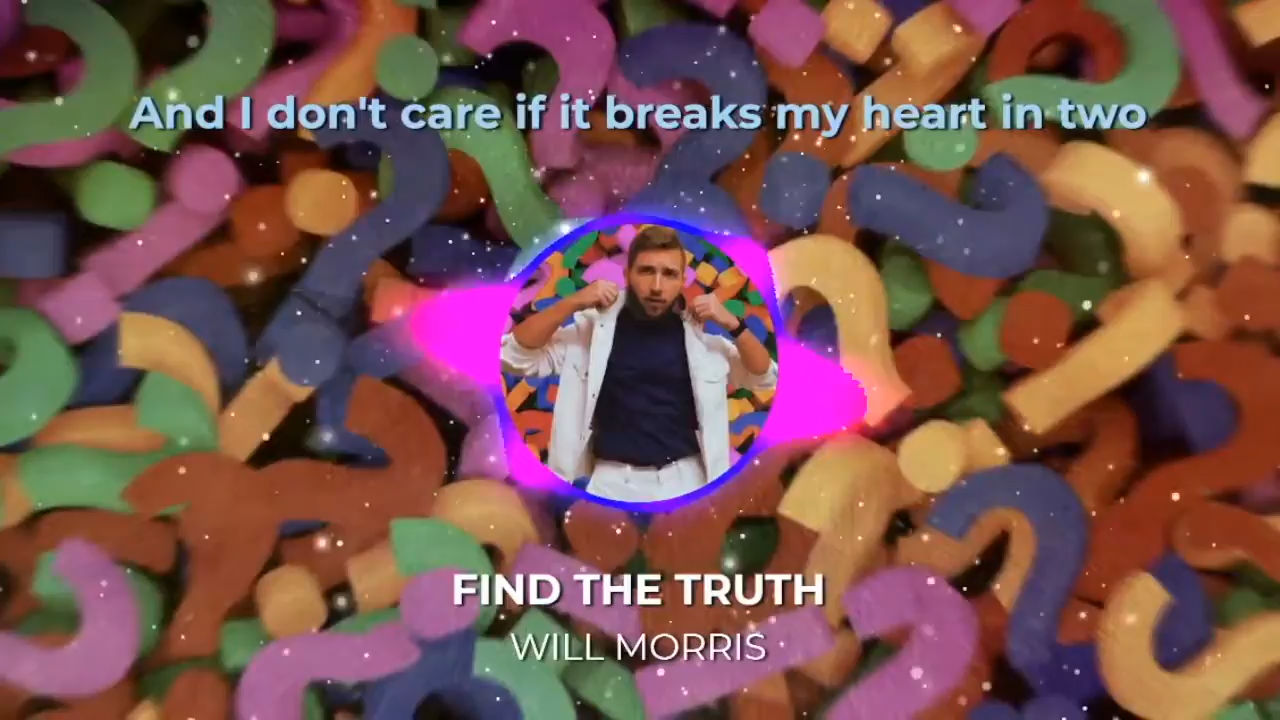 And I don't care if it breaks my heart in two
FIND THE TRUTH
WILL MORRIS